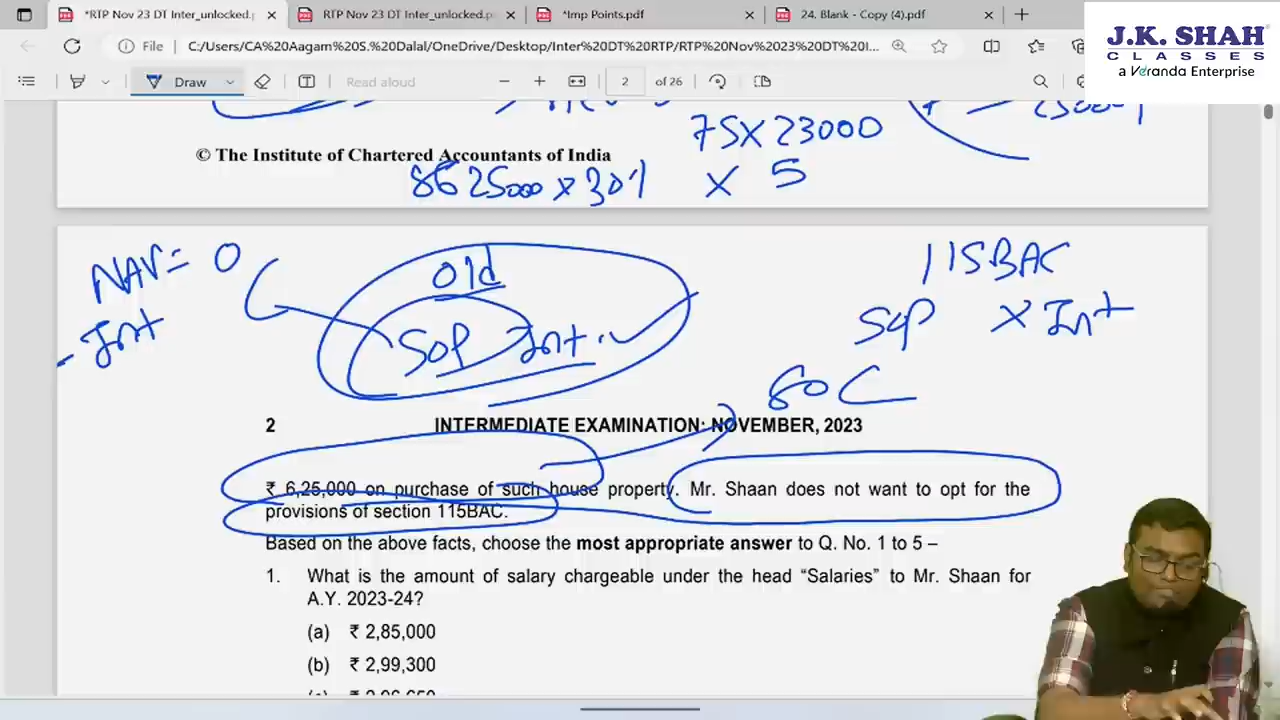 *RTP Nov 23 DT Inter_unlocked.p
RTP Nov 23 DT Inter_unlocked.p
*Imp Points.pdf
24. Blank - Copy (4).pdf
File
C:/Users/CA%20Aagam%20S.%20Dalal/OneDrive/Desktop/Inter%20DT%20RTP/RTP%20Nov%202023%20DT%20I...
J.K. SHAH
CLASSES
a Veranda Enterprise
Draw
Read aloud
2
of 26
75x23000
© The Institute of Chartered Accountants of India
8625000 x 30%
x 5
NAV= 0
- Int
Old
SOP Int.
115BAC
SOP x Int
80C
2
INTERMEDIATE EXAMINATION: NOVEMBER, 2023
₹ 6,25,000 on purchase of such house property. Mr. Shaan does not want to opt for the
provisions of section 115BAC.
Based on the above facts, choose the most appropriate answer to Q. No. 1 to 5 –
1. What is the amount of salary chargeable under the head “Salaries” to Mr. Shaan for
A.Y. 2023-24?
(a) ₹ 2,85,000
(b) ₹ 2,99,300